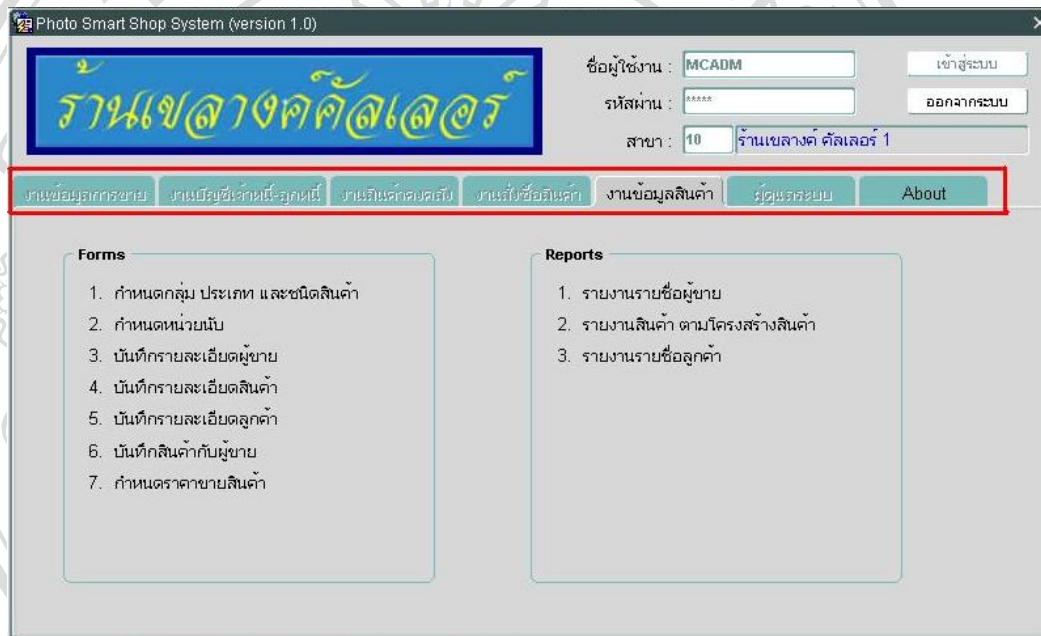 Photo Smart Shop System (version 1.0)
ร้านเขลางค์คัลเลอร์
ชื่อผู้ใช้งาน : MCADM เข้าสู่ระบบ
รหัสผ่าน : ***** ออกจากระบบ
สาขา : 10 ร้านเขลางค์ คัลเลอร์ 1
งานข้อมูลการขาย งานบัญชีเจ้าหนี้-ลูกหนี้ งานสินค้าคงคลัง งานสั่งซื้อสินค้า งานข้อมูลสินค้า ผู้ดูแลระบบ About
Forms
1. กำหนดกลุ่ม ประเภท และชนิดสินค้า
2. กำหนดหน่วยนับ
3. บันทึกรายละเอียดผู้ขาย
4. บันทึกรายละเอียดสินค้า
5. บันทึกรายละเอียดลูกค้า
6. บันทึกสินค้ากับผู้ขาย
7. กำหนดราคาขายสินค้า
Reports
1. รายงานรายชื่อผู้ขาย
2. รายงานสินค้า ตามโครงสร้างสินค้า
3. รายงานรายชื่อลูกค้า